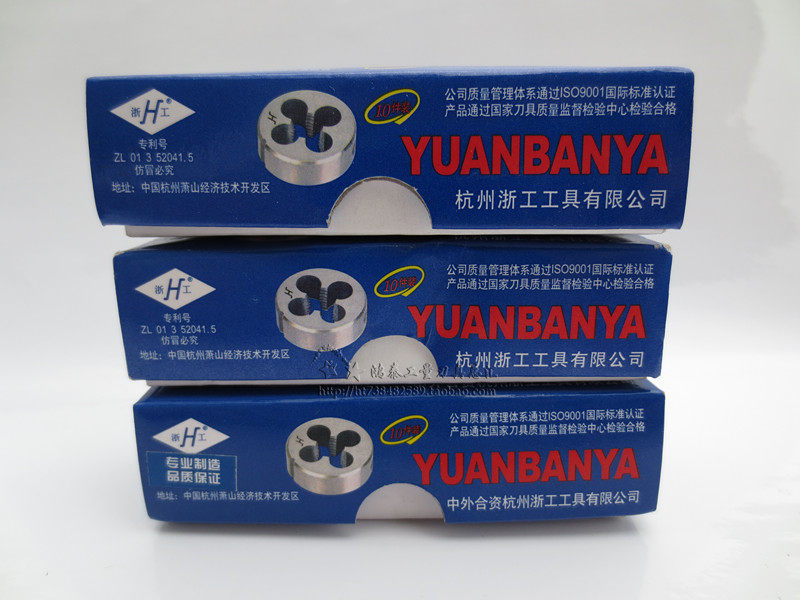 浙H工®
专利号
ZL 01 3 52041.5
仿冒必究
地址：中国杭州萧山经济技术开发区
H
10件装
公司质量管理体系通过ISO9001国际标准认证
产品通过国家刀具质量监督检验中心检验合格
YUANBANYA
杭州浙工工具有限公司
浙H工®
专利号
ZL 01 3 52041.5
仿冒必究
地址：中国杭州萧山经济技术开发区
H
10件装
公司质量管理体系通过ISO9001国际标准认证
产品通过国家刀具质量监督检验中心检验合格
YUANBANYA
杭州浙工工具有限公司
浙H工®
专业制造
品质保证
地址：中国杭州萧山经济技术开发区
H
10件装
公司质量管理体系通过ISO9001国际标准认证
产品通过国家刀具质量监督检验中心检验合格
YUANBANYA
中外合资杭州浙工工具有限公司